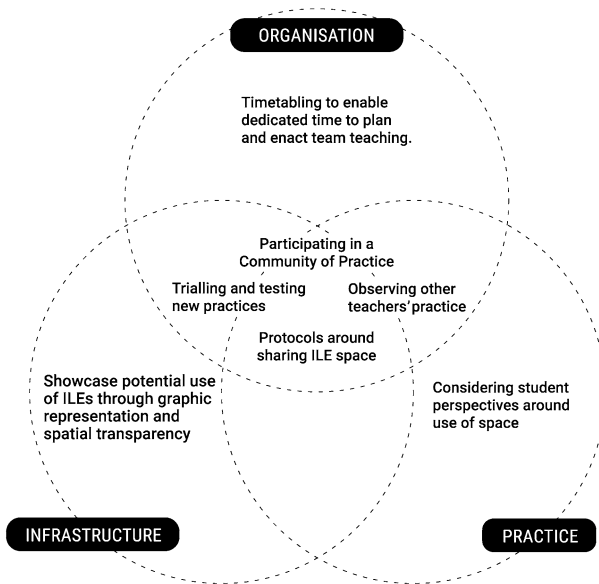 ORGANISATION
Timetabling to enable
dedicated time to plan
and enact team teaching.
Participating in a
Community of Practice
Trialling and testing
new practices
Observing other
teachers' practice
Protocols around
sharing ILE space
Showcase potential use
of ILEs through graphic
representation and
spatial transparency
Considering student
perspectives around
use of space
INFRASTRUCTURE
PRACTICE